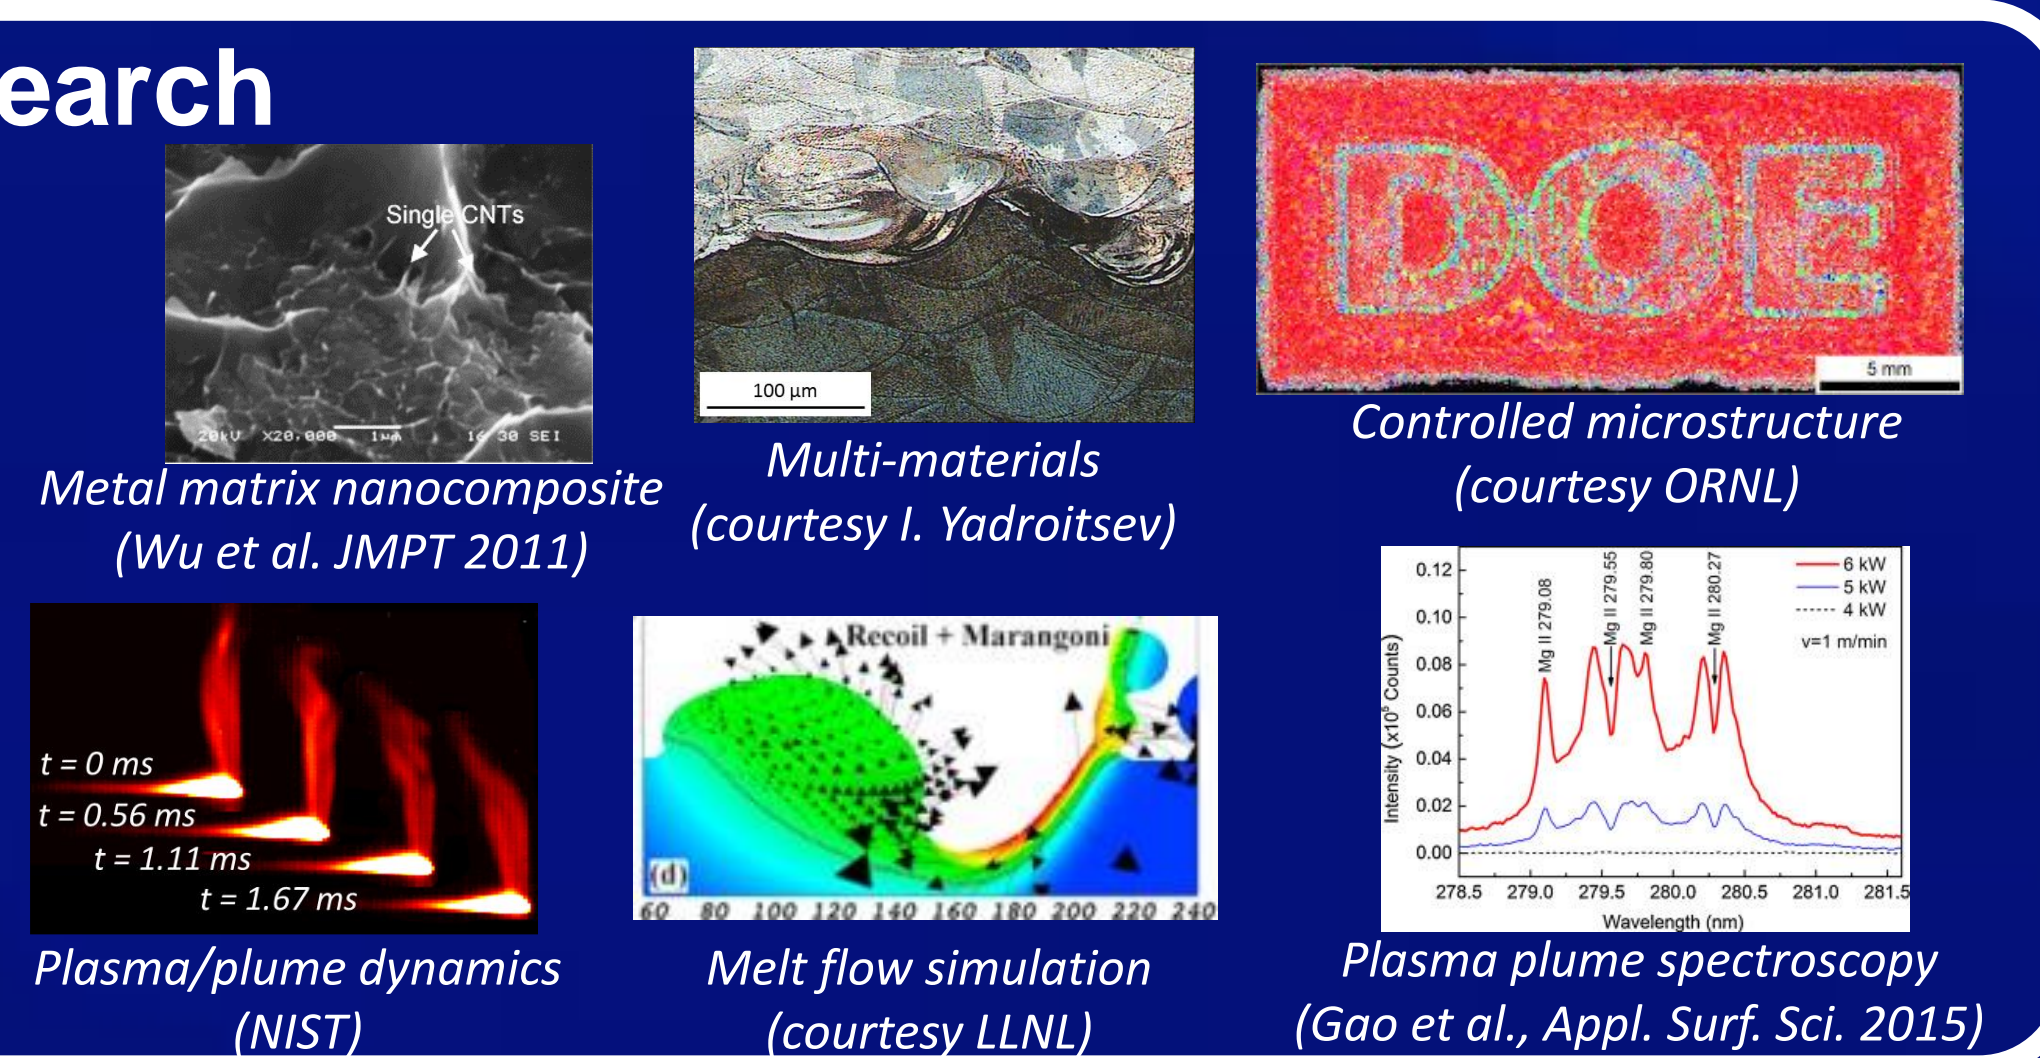 earch
Single CNTs
20kV X20,000 1µm 16 30 SEI
Metal matrix nanocomposite
(Wu et al. JMPT 2011)
100 µm
Multi-materials
(courtesy I. Yadroitsev)
5 mm
Controlled microstructure
(courtesy ORNL)
t = 0 ms
t = 0.56 ms
t = 1.11 ms
t = 1.67 ms
Plasma/plume dynamics
(NIST)
Recoil + Marangoni
(d)
60 80 100 120 140 160 180 200 220 240
Melt flow simulation
(courtesy LLNL)
6 kW
5 kW
4 kW
v=1 m/min
Mg II 279.08
Mg II 279.55
Mg II 279.80
Mg II 280.27
Intensity (x10⁵ Counts)
0.12
0.10
0.08
0.06
0.04
0.02
0.00
278.5 279.0 279.5 280.0 280.5 281.0 281.5
Wavelength (nm)
Plasma plume spectroscopy
(Gao et al., Appl. Surf. Sci. 2015)
DOE